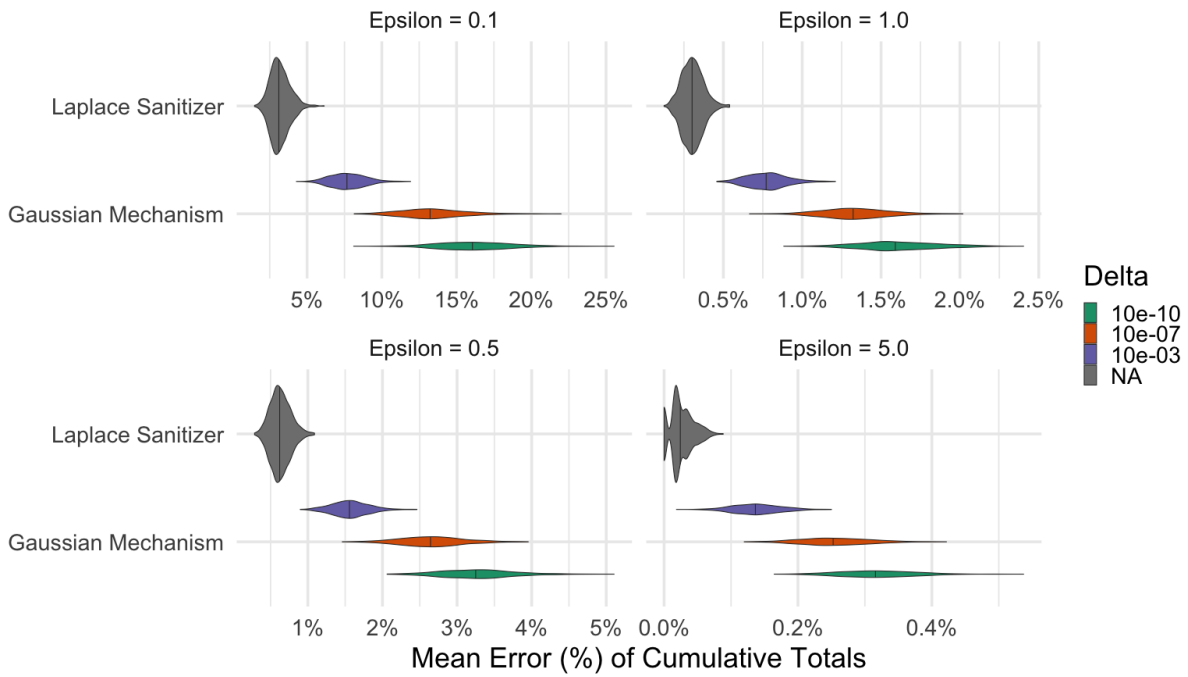 Epsilon = 0.1
Epsilon = 1.0
Laplace Sanitizer
Gaussian Mechanism
5% 10% 15% 20% 25%
0.5% 1.0% 1.5% 2.0% 2.5%
Delta
10e-10
10e-07
10e-03
NA
Epsilon = 0.5
Epsilon = 5.0
Laplace Sanitizer
Gaussian Mechanism
1% 2% 3% 4% 5%
0.0% 0.2% 0.4%
Mean Error (%) of Cumulative Totals